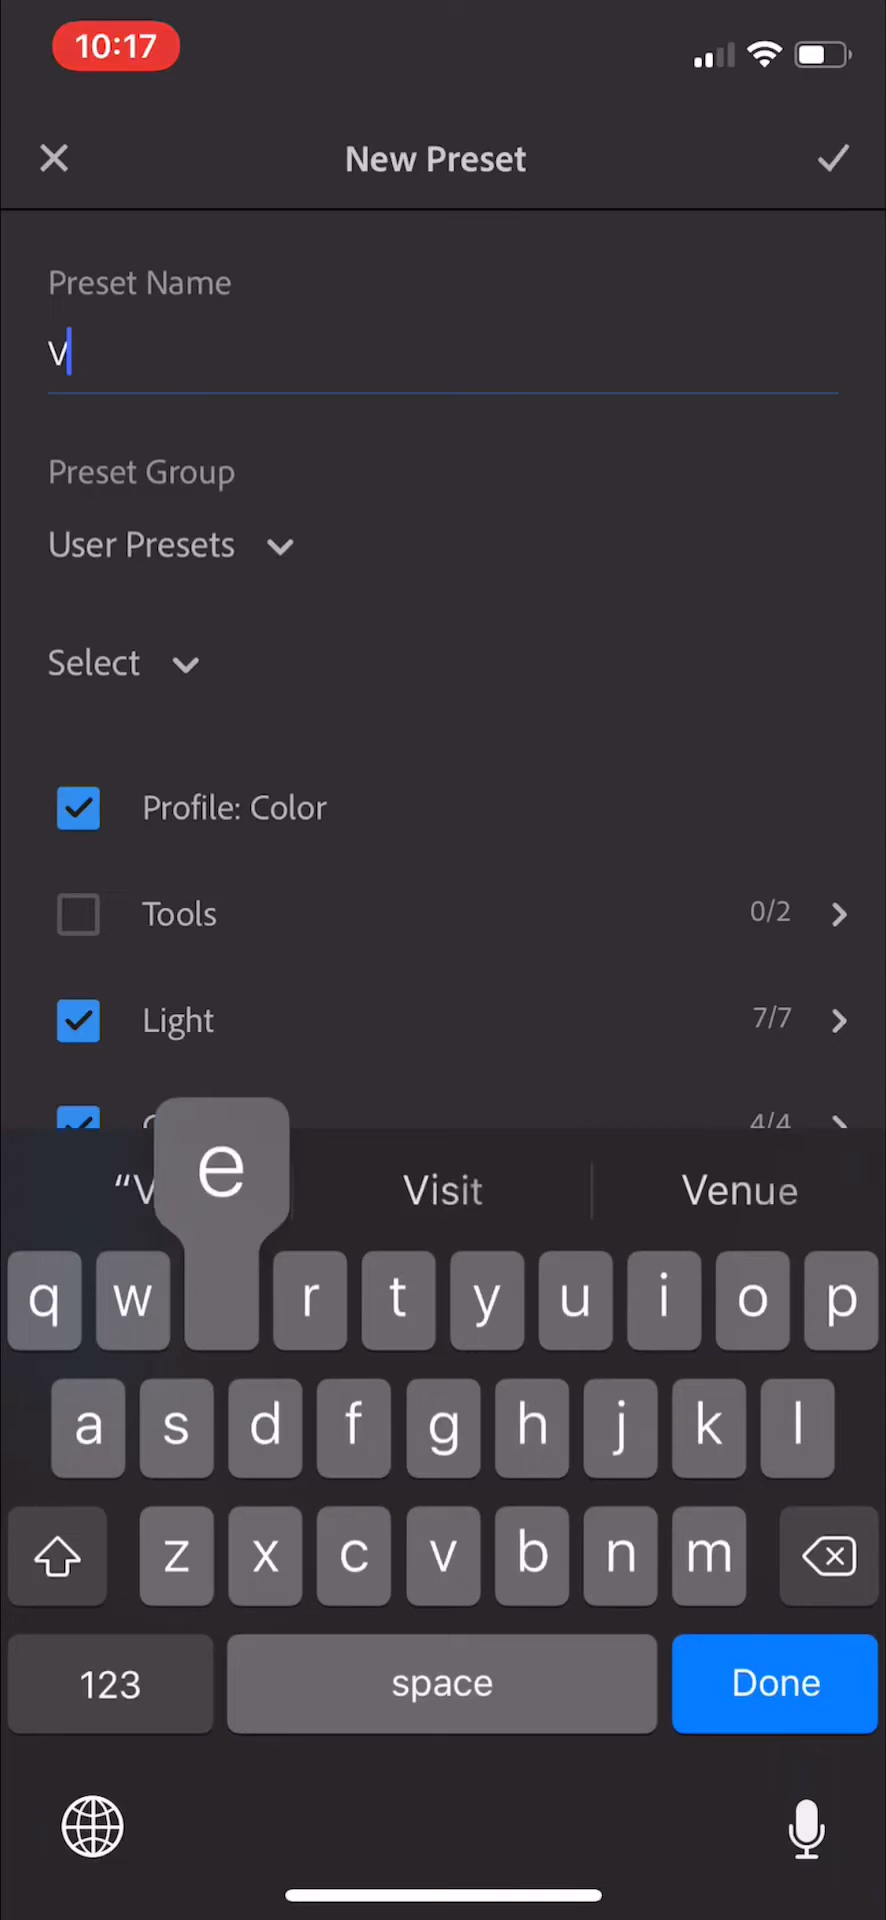 10:17
New Preset
Preset Name
V
Preset Group
User Presets
Select
Profile: Color
Tools 0/2
Light 7/7
4/4
e
“V Visit Venue
q w r t y u i o p
a s d f g h j k l
z x c v b n m
123 space Done